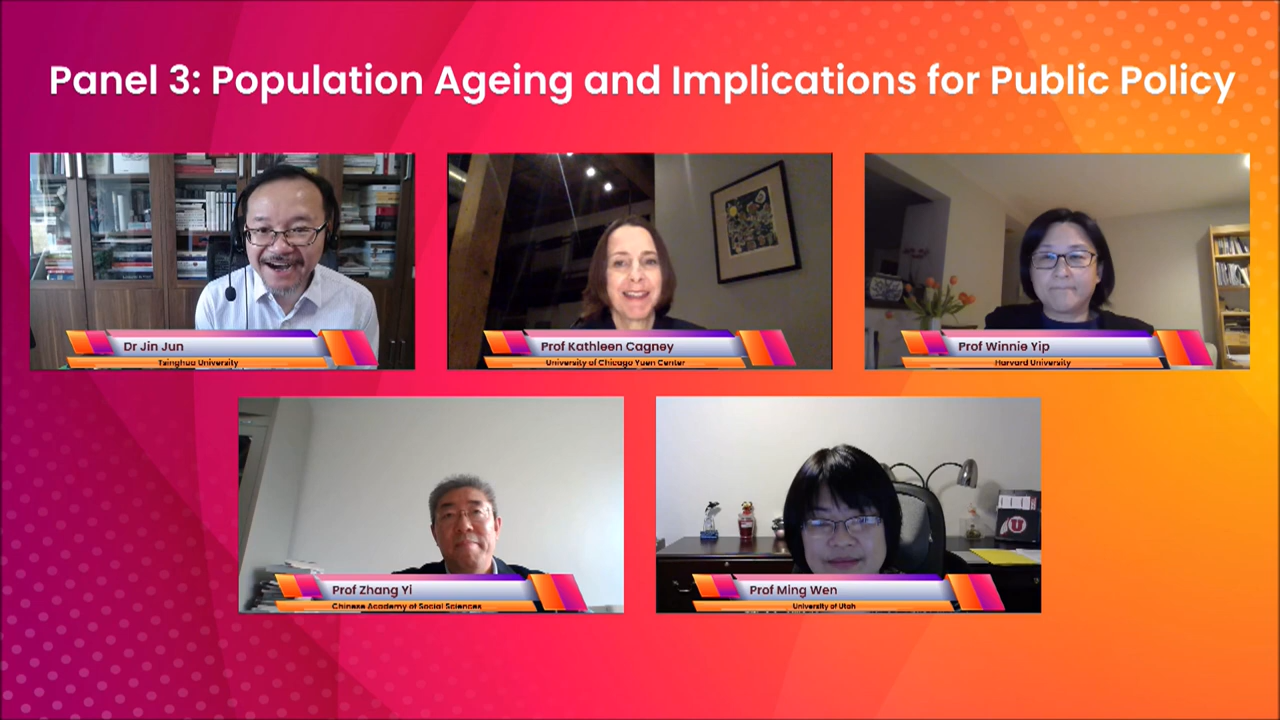 Panel 3: Population Ageing and Implications for Public Policy
Dr Jin Jun
Tsinghua University
Prof Kathleen Cagney
University of Chicago Yuen Center
Prof Winnie Yip
Harvard University
Prof Zhang Yi
Chinese Academy of Social Sciences
Prof Ming Wen
University of Utah
U